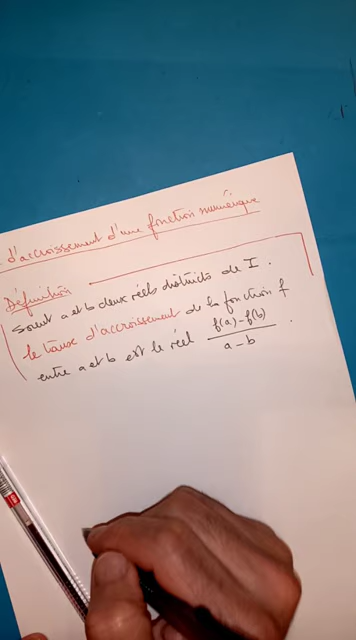 d'accroissement d'une fonction numérique
Définition
Soient a et b deux réels distincts de I.
le taux d'accroissement de la fonction f
entre a et b est le réel f(a)-f(b) / a-b .